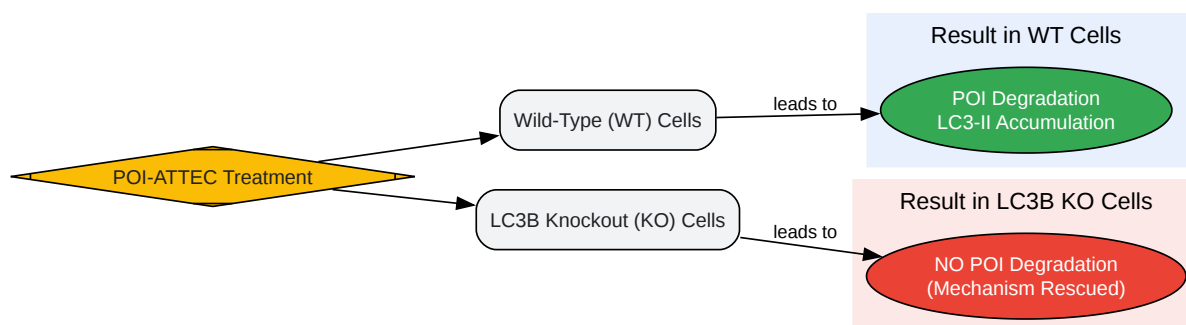 POI-ATTEC Treatment
Wild-Type (WT) Cells
leads to
Result in WT Cells
POI Degradation
LC3-II Accumulation
LC3B Knockout (KO) Cells
leads to
Result in LC3B KO Cells
NO POI Degradation
(Mechanism Rescued)